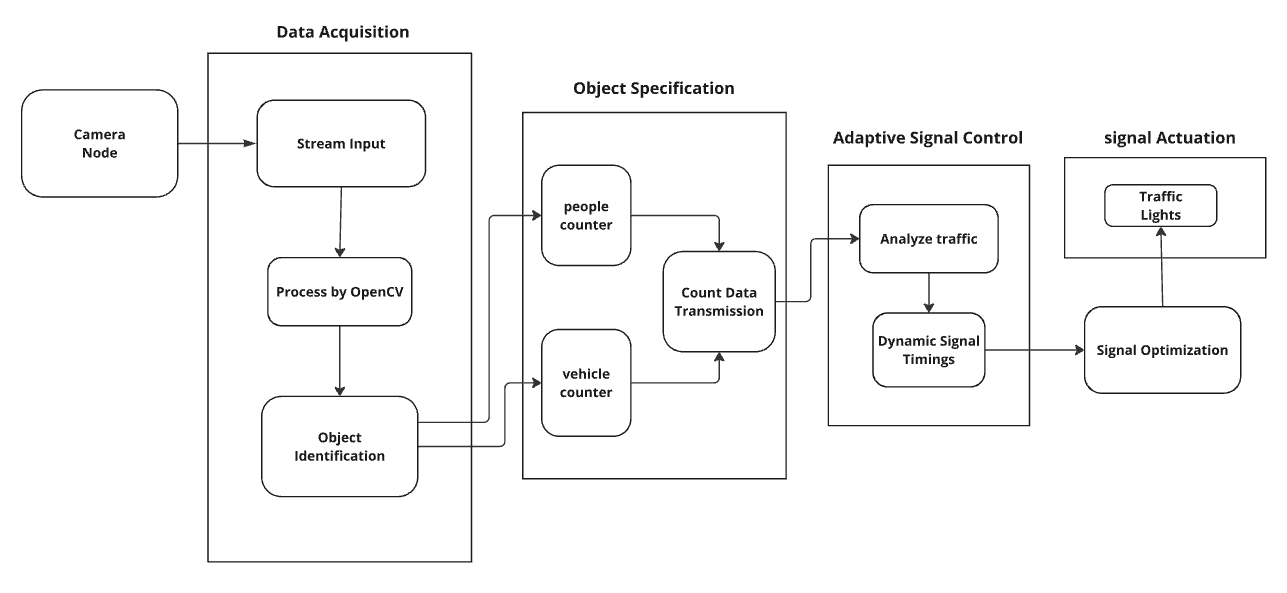 Data Acquisition
Camera
Node
Stream Input
Process by OpenCV
Object
Identification
Object Specification
people
counter
vehicle
counter
Count Data
Transmission
Adaptive Signal Control
Analyze traffic
Dynamic Signal
Timings
signal Actuation
Traffic
Lights
Signal Optimization